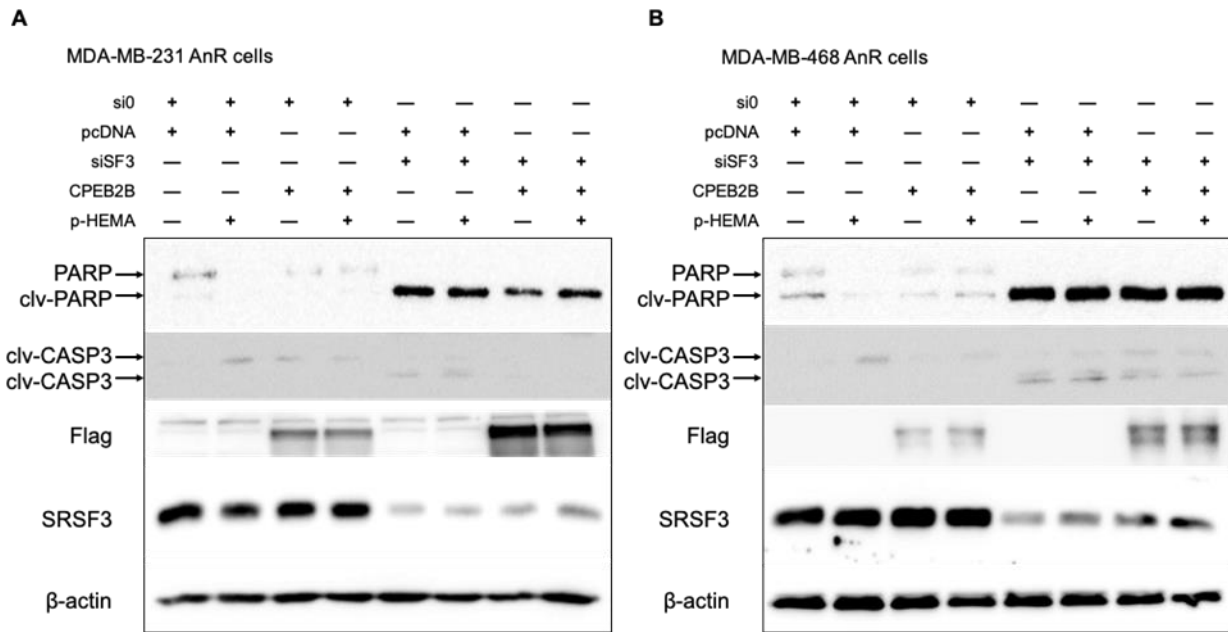 A
MDA-MB-231 AnR cells
si0 + + + + — — — —
pcDNA + + — — + + — —
siSF3 — — — — + + + +
CPEB2B — — + + — — + +
p-HEMA — + — + — + — +
PARP
clv-PARP
clv-CASP3
clv-CASP3
Flag
SRSF3
β-actin
B
MDA-MB-468 AnR cells
si0 + + + + — — — —
pcDNA + + — — + + — —
siSF3 — — — — + + + +
CPEB2B — — + + — — + +
p-HEMA — + — + — + — +
PARP
clv-PARP
clv-CASP3
clv-CASP3
Flag
SRSF3
β-actin